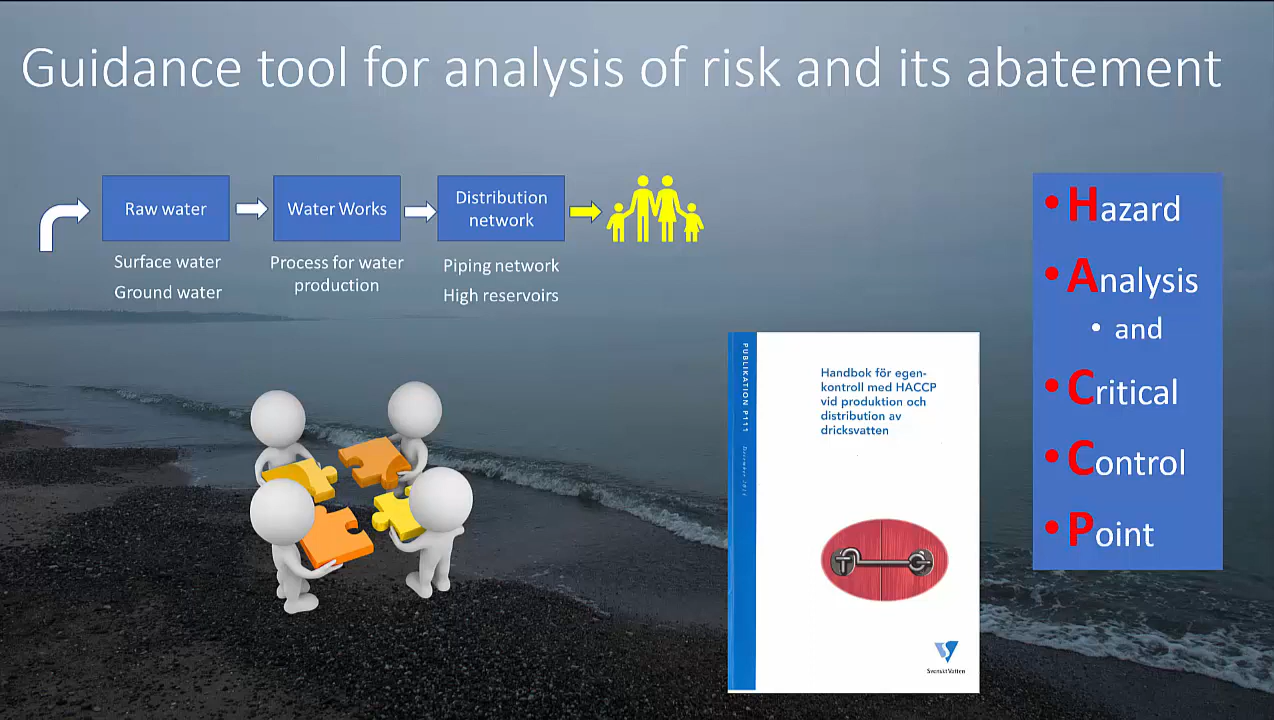 Guidance tool for analysis of risk and its abatement
Raw water
Surface water
Ground water
Water Works
Process for water
production
Distribution
network
Piping network
High reservoirs
PUBLIKATION P111
Handbok för egen-
kontroll med HACCP
vid produktion och
distribution av
dricksvatten
Svenskt Vatten
• Hazard
• Analysis
• and
• Critical
• Control
• Point